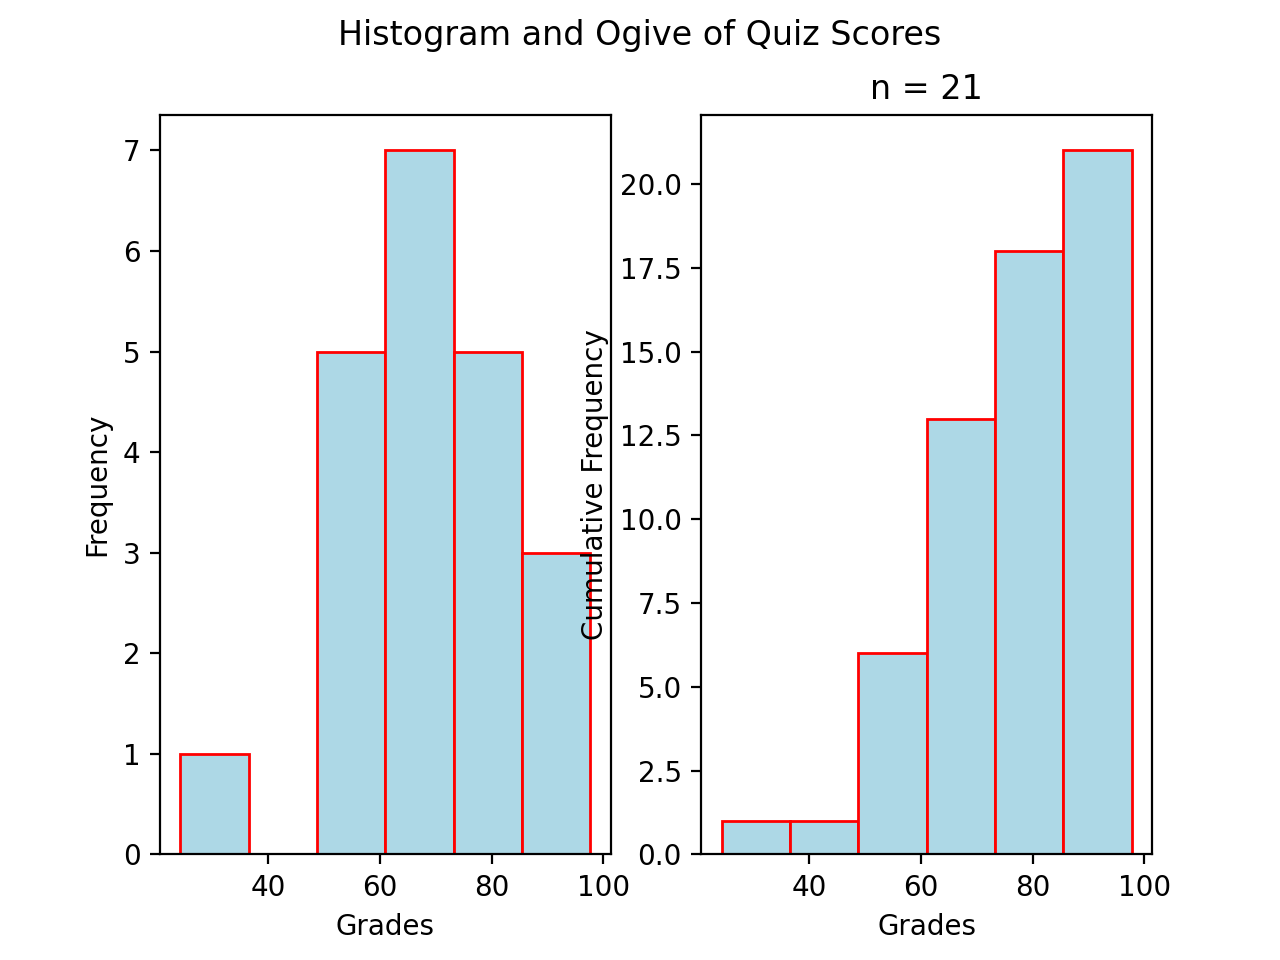 Histogram and Ogive of Quiz Scores
n = 21
7
6
5
4
3
2
1
0
Frequency
40 60 80 100
Grades
20.0
17.5
15.0
12.5
10.0
7.5
5.0
2.5
0.0
Cumulative Frequency
40 60 80 100
Grades